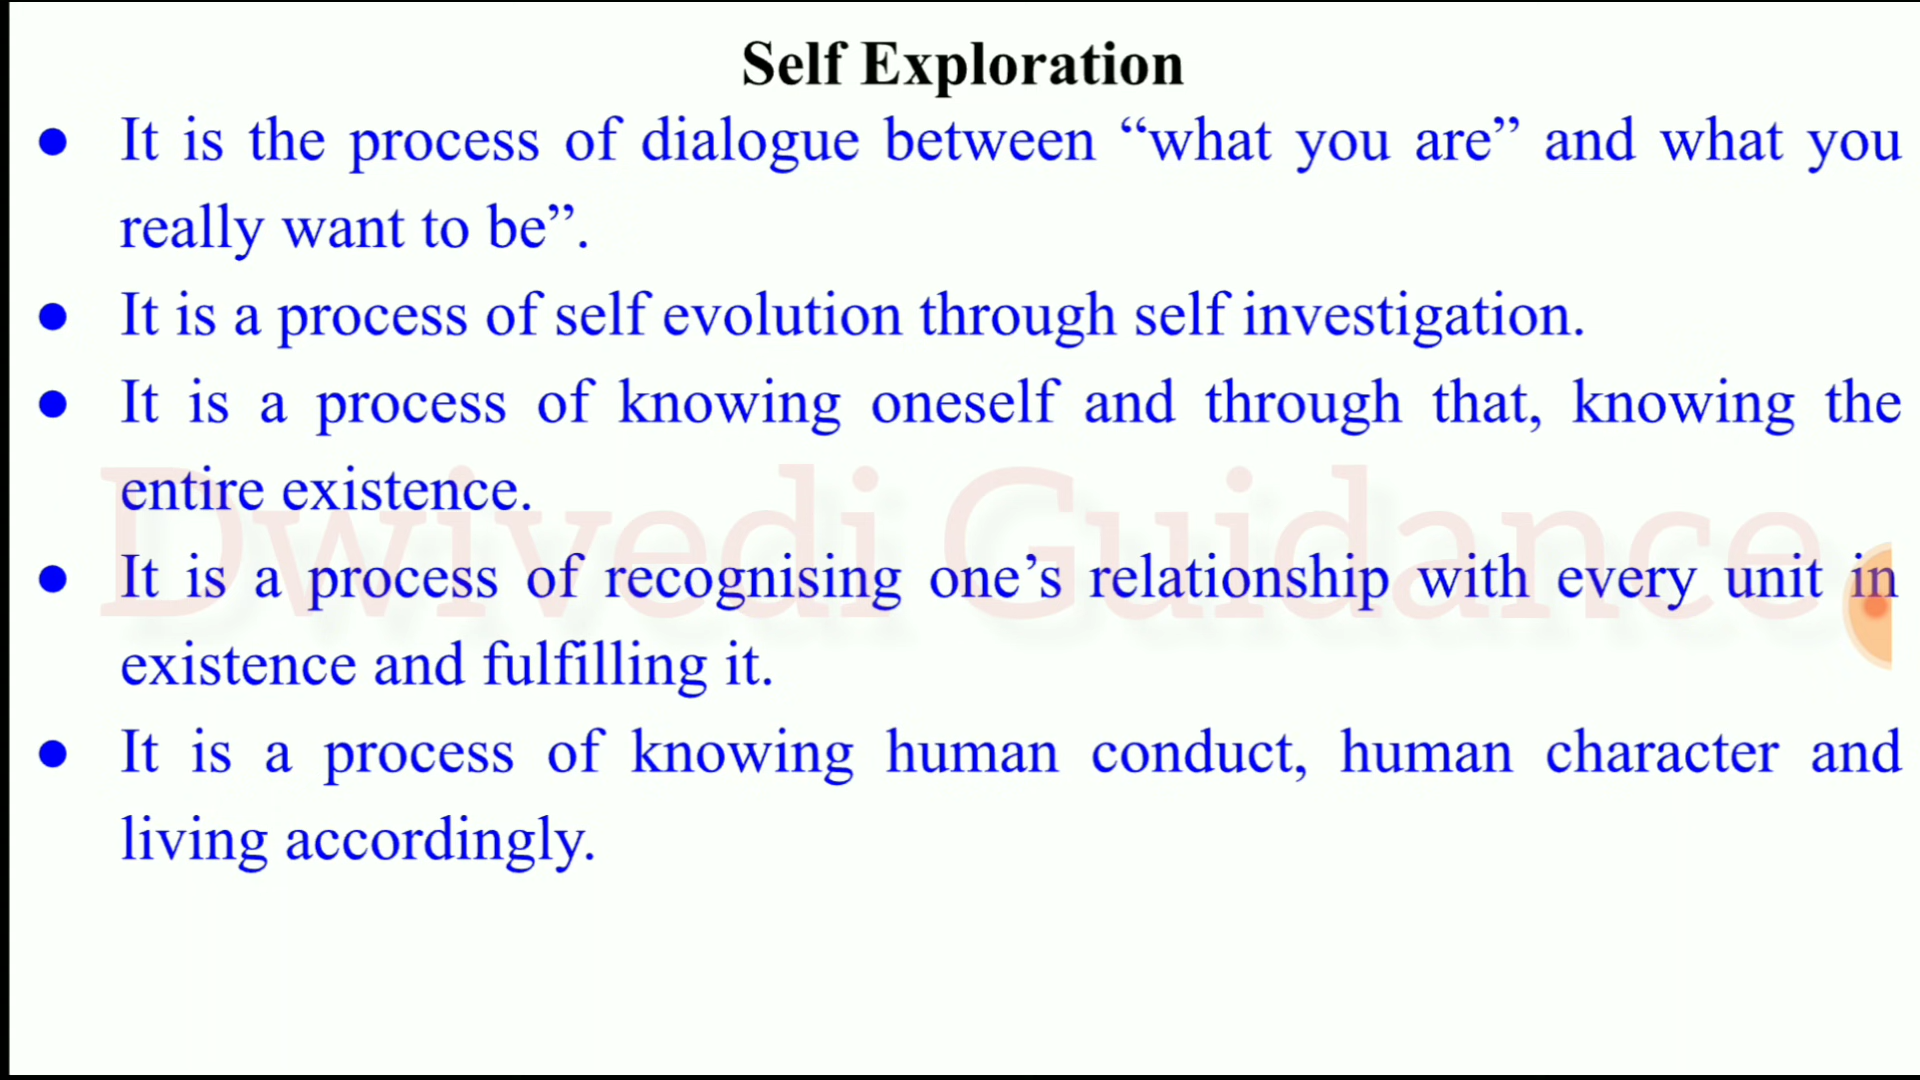 Self Exploration
● It is the process of dialogue between “what you are” and what you
really want to be”.
● It is a process of self evolution through self investigation.
● It is a process of knowing oneself and through that, knowing the
entire existence.
Dwivedi Guidance
● It is a process of recognising one’s relationship with every unit in
existence and fulfilling it.
● It is a process of knowing human conduct, human character and
living accordingly.